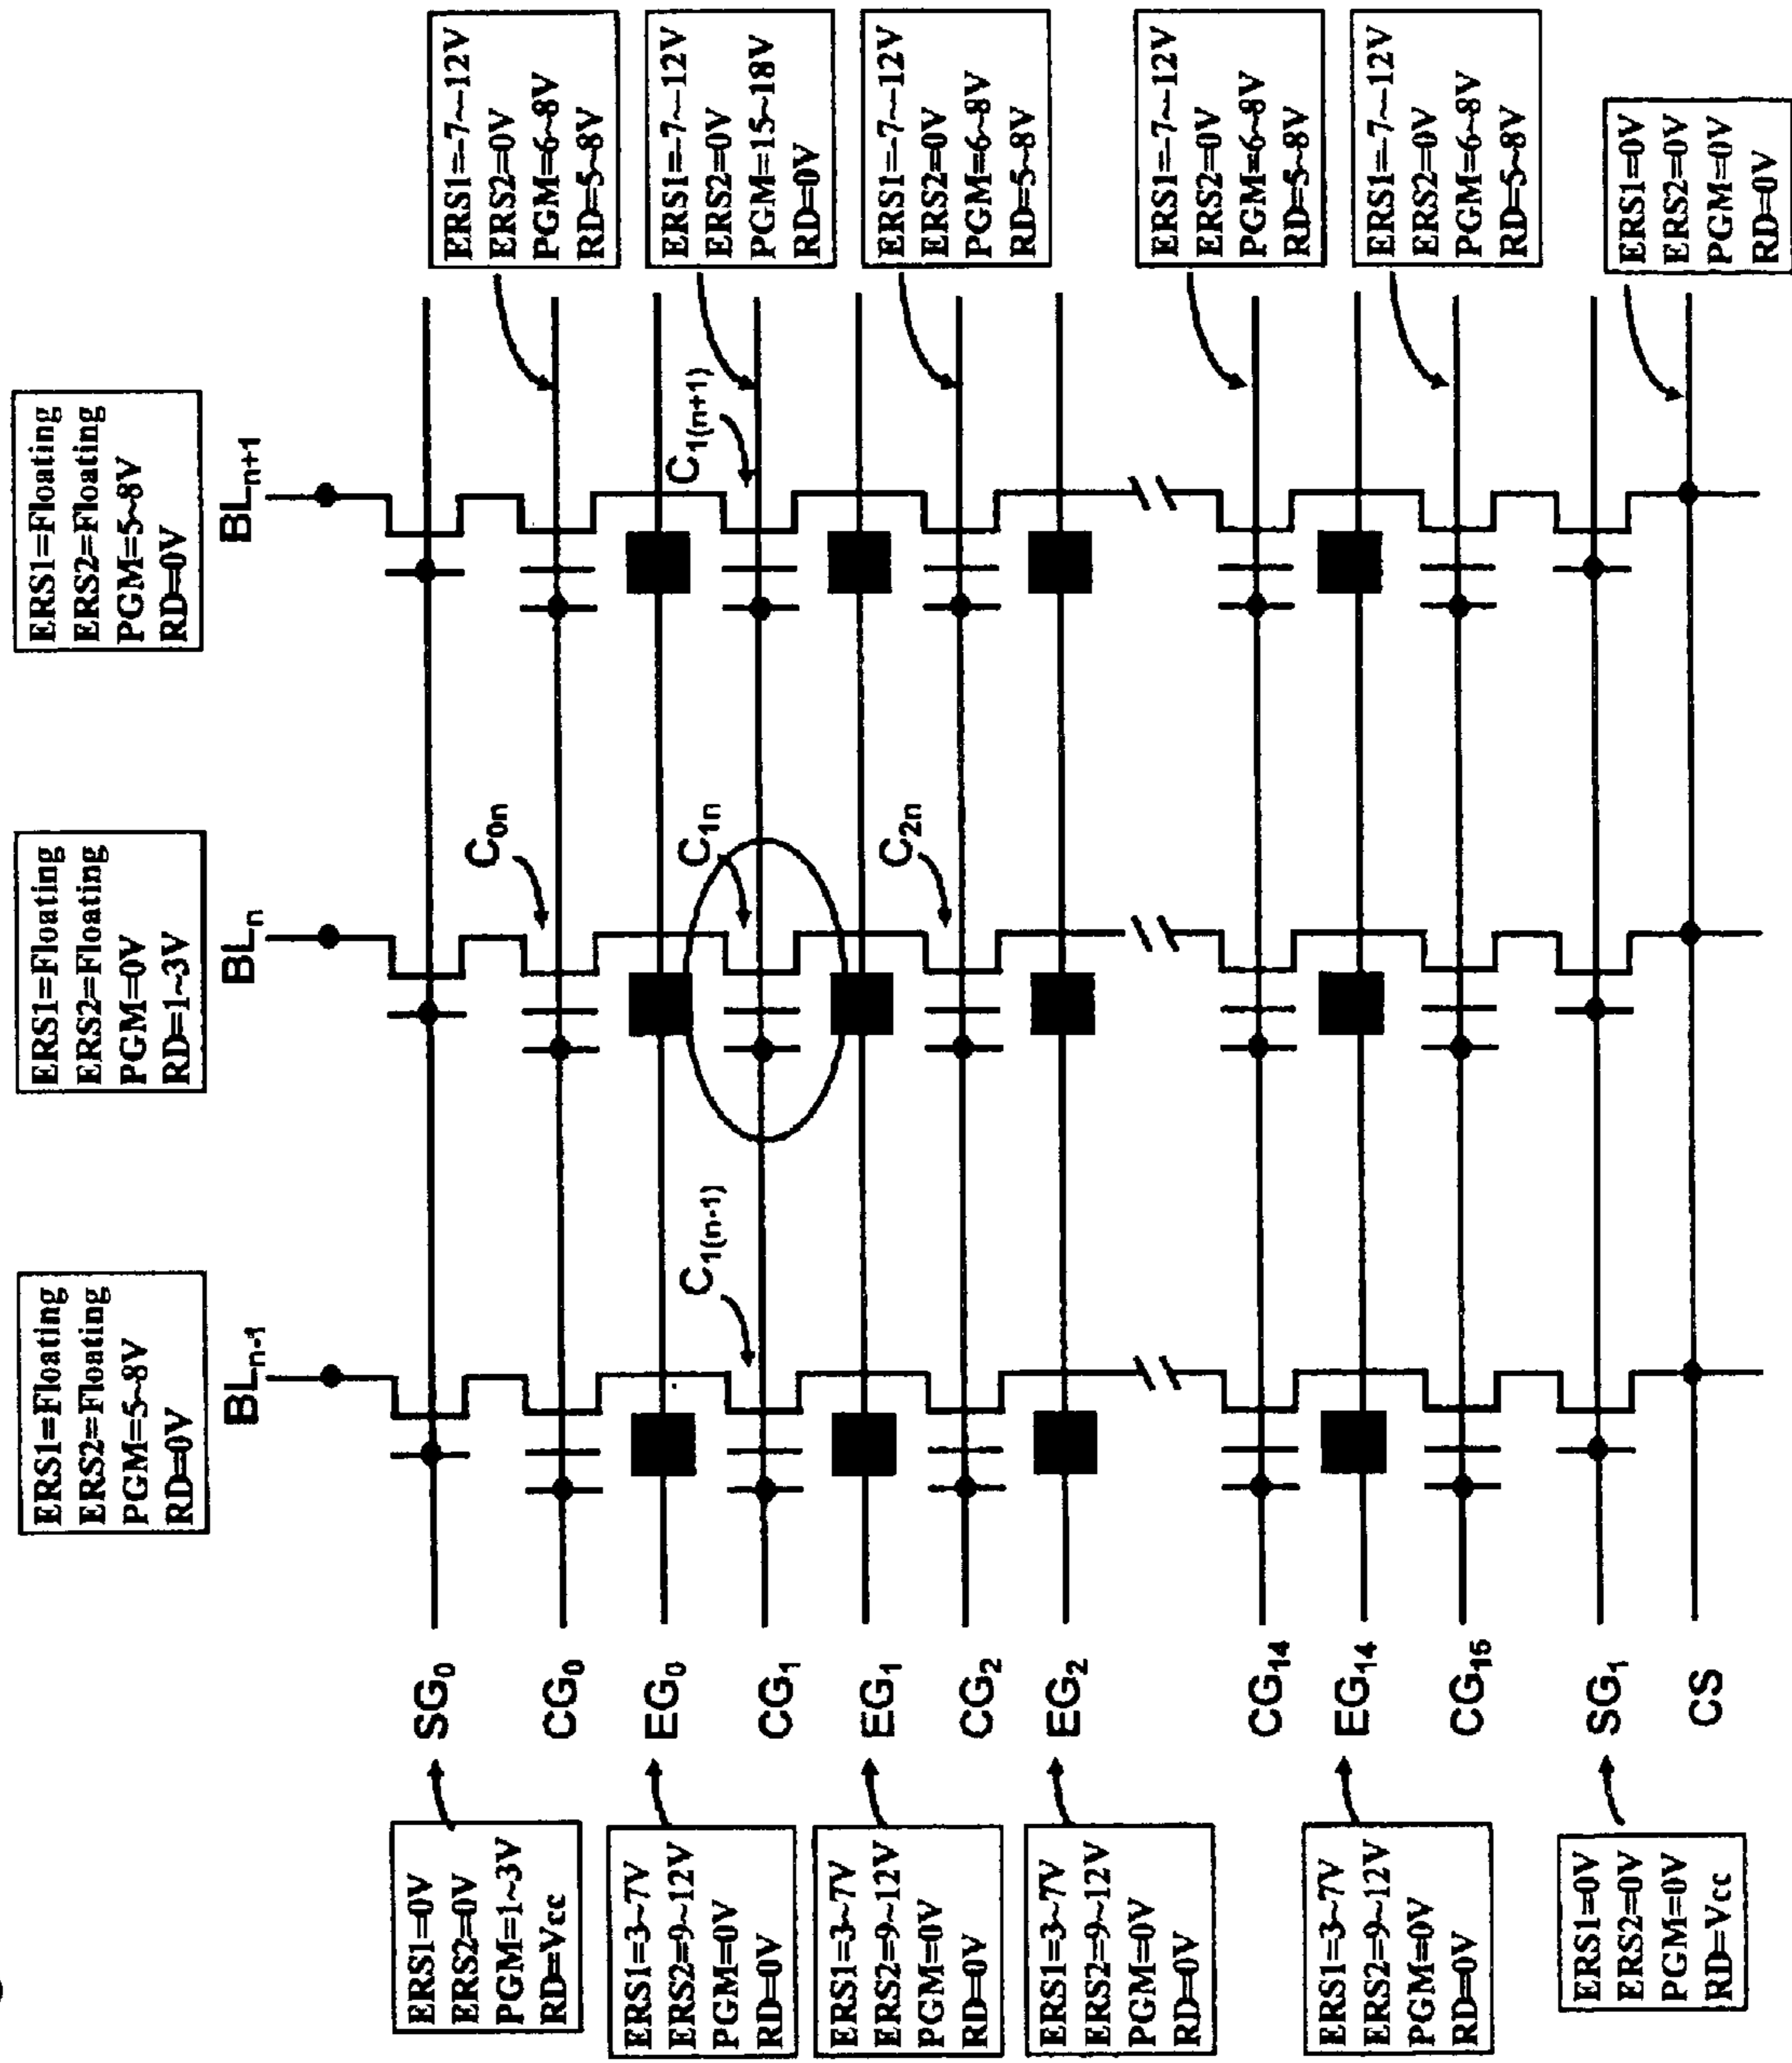 ERS1=Floating
ERS2=Floating
PGM=5~8V
RD=0V
ERS1=Floating
ERS2=Floating
PGM=0V
RD=1~3V
ERS1=Floating
ERS2=Floating
PGM=5~8V
RD=0V
BLn-1
BLn
BLn+1
ERS1=0V
ERS2=0V
PGM=1~3V
RD=Vcc
SG0
ERS1=-7~-12V
ERS2=0V
PGM=6~8V
RD=5~8V
CG0
C0n
ERS1=3~7V
ERS2=9~12V
PGM=0V
RD=0V
EG0
ERS1=-7~-12V
ERS2=0V
PGM=15~18V
RD=0V
C1(n-1)
C1n
C1(n+1)
CG1
ERS1=3~7V
ERS2=9~12V
PGM=0V
RD=0V
EG1
ERS1=-7~-12V
ERS2=0V
PGM=6~8V
RD=5~8V
C2n
CG2
ERS1=3~7V
ERS2=9~12V
PGM=0V
RD=0V
EG2
ERS1=-7~-12V
ERS2=0V
PGM=6~8V
RD=5~8V
CG14
ERS1=3~7V
ERS2=9~12V
PGM=0V
RD=0V
EG14
ERS1=-7~-12V
ERS2=0V
PGM=6~8V
RD=5~8V
CG15
ERS1=0V
ERS2=0V
PGM=0V
RD=Vcc
SG1
ERS1=0V
ERS2=0V
PGM=0V
RD=0V
CS